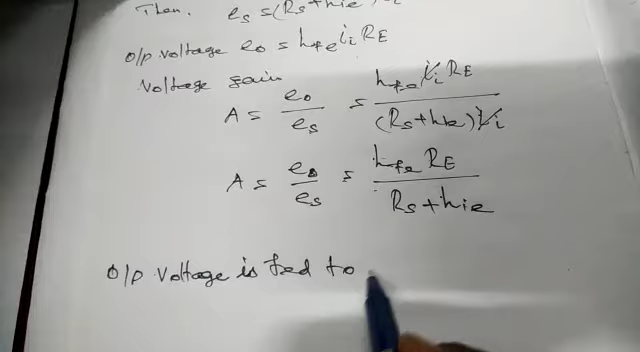 Then, es = (Rs + hie) ii
O/p voltage eo = hfe ii RE
Voltage gain
A = eo/es = hfe ii RE/(Rs + hie) ii
A = eo/es = hfe RE/Rs + hie
O/p voltage is fed to